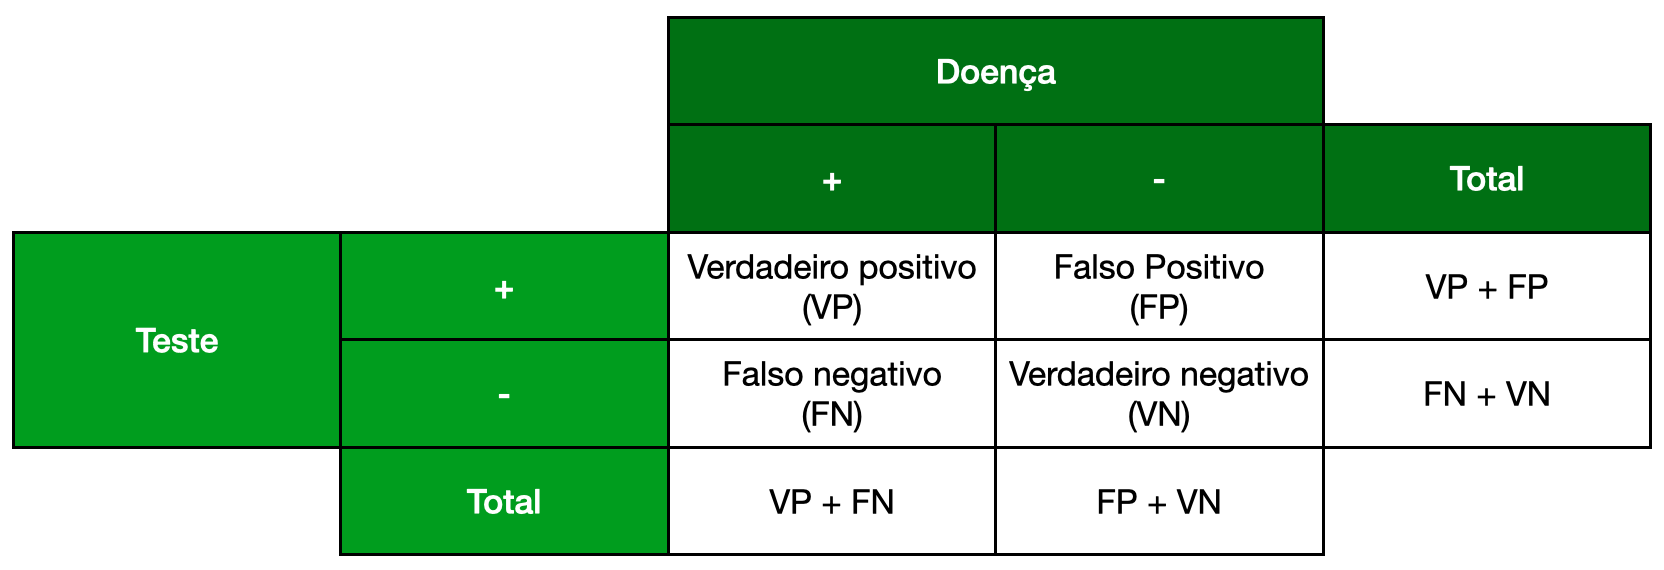 Doença
+
-
Total
Teste
+
Verdadeiro positivo
(VP)
Falso Positivo
(FP)
VP + FP
-
Falso negativo
(FN)
Verdadeiro negativo
(VN)
FN + VN
Total
VP + FN
FP + VN